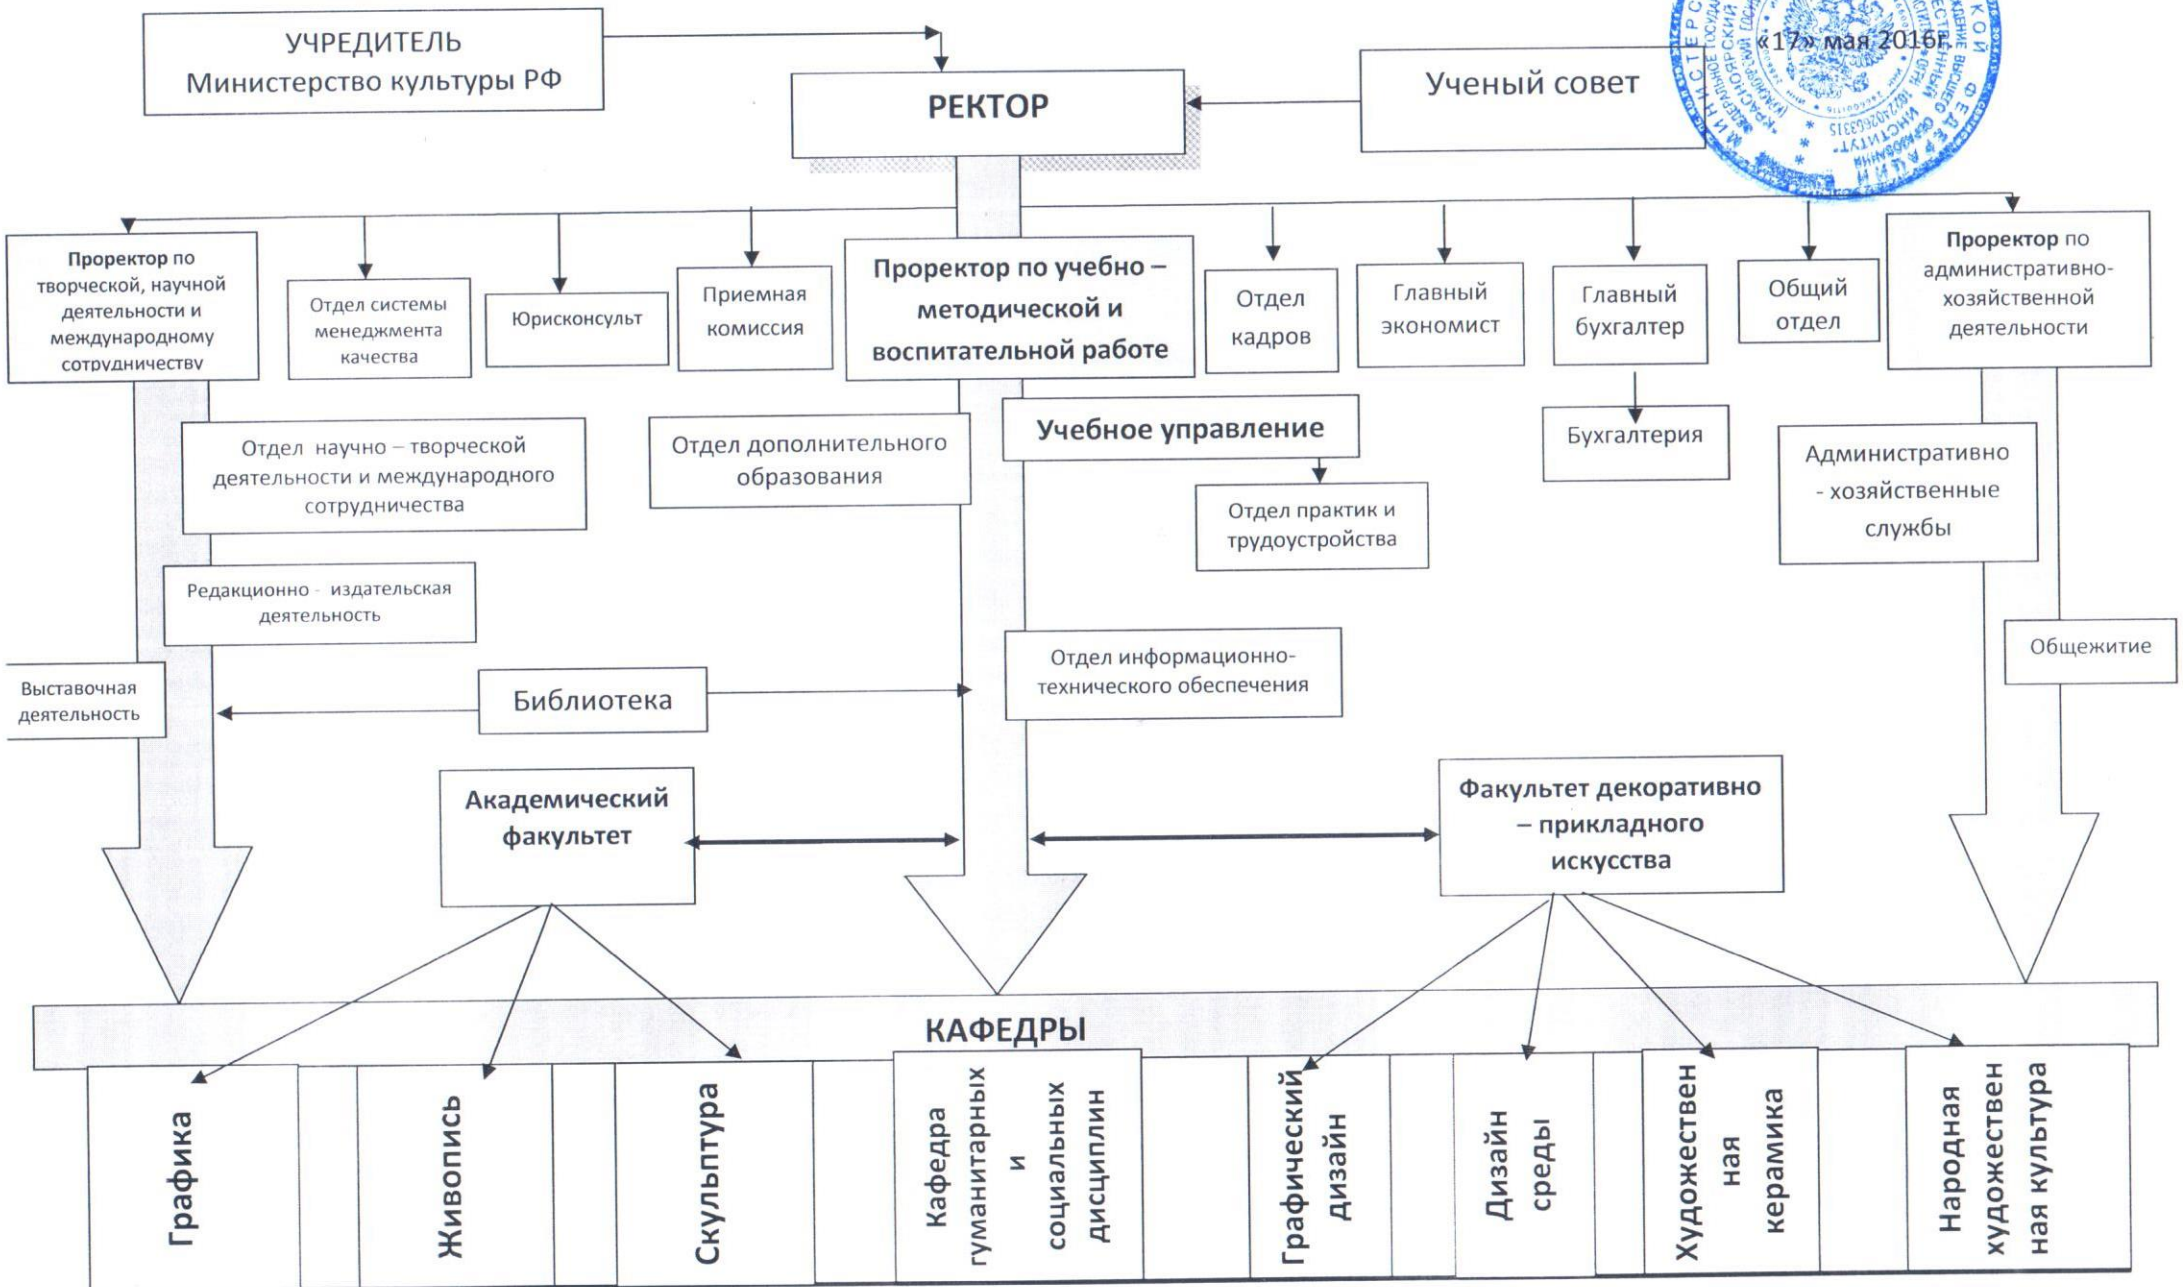 УЧРЕДИТЕЛЬ
Министерство культуры РФ
РЕКТОР
Ученый совет
«17» мая 2016г.
Проректор по
творческой, научной
деятельности и
международному
сотрудничеству
Отдел системы
менеджмента
качества
Юрисконсульт
Приемная
комиссия
Проректор по учебно –
методической и
воспитательной работе
Отдел
кадров
Главный
экономист
Главный
бухгалтер
Общий
отдел
Проректор по
административно-
хозяйственной
деятельности
Отдел научно – творческой
деятельности и международного
сотрудничества
Отдел дополнительного
образования
Учебное управление
Отдел практик и
трудоустройства
Бухгалтерия
Административно
- хозяйственные
службы
Редакционно - издательская
деятельность
Выставочная
деятельность
Библиотека
Отдел информационно-
технического обеспечения
Общежитие
Академический
факультет
Факультет декоративно
– прикладного
искусства
КАФЕДРЫ
Графика
Живопись
Скульптура
Кафедра
гуманитарных
и
социальных
дисциплин
Графический
дизайн
Дизайн
среды
Художествен
ная
керамика
Народная
художествен
ная культура